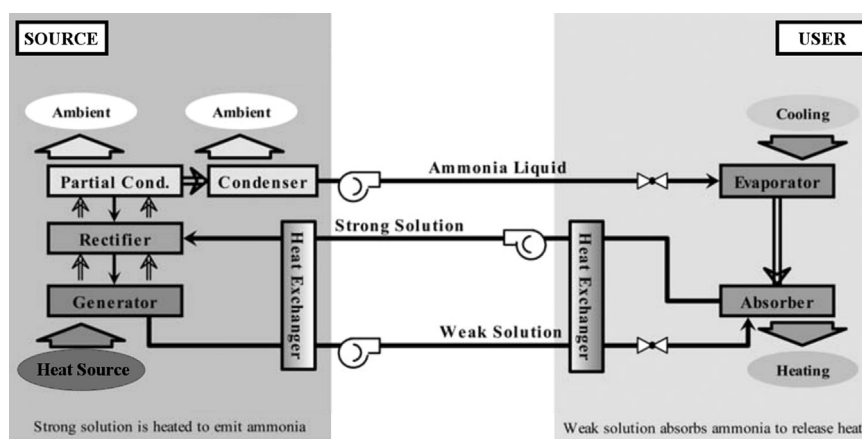 SOURCE
USER
Ambient
Ambient
Cooling
Partial Cond.
Condenser
Ammonia Liquid
Evaporator
Strong Solution
Rectifier
Heat Exchanger
Heat Exchanger
Generator
Absorber
Weak Solution
Heat Source
Heating
Strong solution is heated to emit ammonia
Weak solution absorbs ammonia to release heat